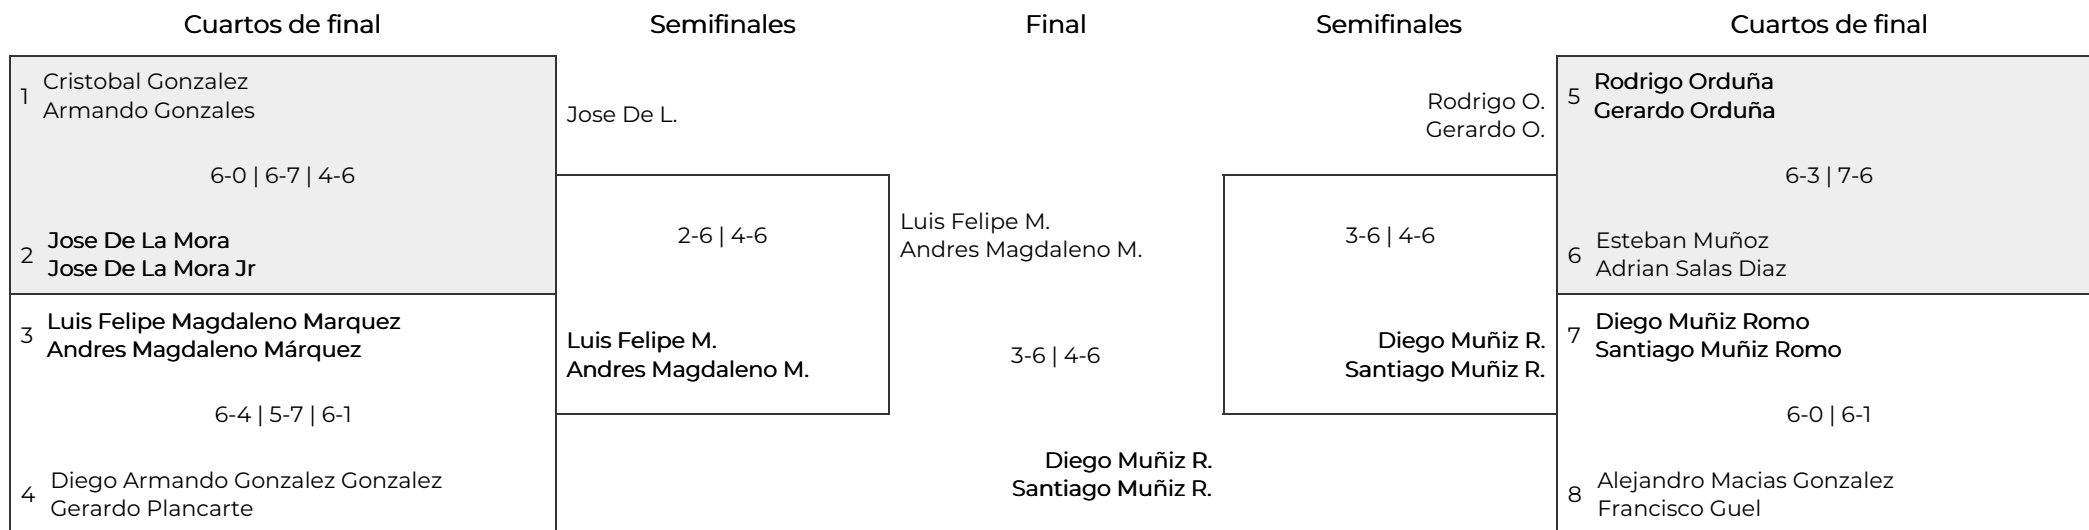 Cuartos de final
Semifinales
Final
Semifinales
Cuartos de final
1
Cristobal Gonzalez
Armando Gonzales
6-0 | 6-7 | 4-6
2
Jose De La Mora
Jose De La Mora Jr
3
Luis Felipe Magdaleno Marquez
Andres Magdaleno Márquez
6-4 | 5-7 | 6-1
4
Diego Armando Gonzalez Gonzalez
Gerardo Plancarte
Jose De L.
2-6 | 4-6
Luis Felipe M.
Andres Magdaleno M.
Luis Felipe M.
Andres Magdaleno M.
3-6 | 4-6
Diego Muñiz R.
Santiago Muñiz R.
Rodrigo O.
Gerardo O.
3-6 | 4-6
Diego Muñiz R.
Santiago Muñiz R.
5
Rodrigo Orduña
Gerardo Orduña
6-3 | 7-6
6
Esteban Muñoz
Adrian Salas Diaz
7
Diego Muñiz Romo
Santiago Muñiz Romo
6-0 | 6-1
8
Alejandro Macias Gonzalez
Francisco Guel